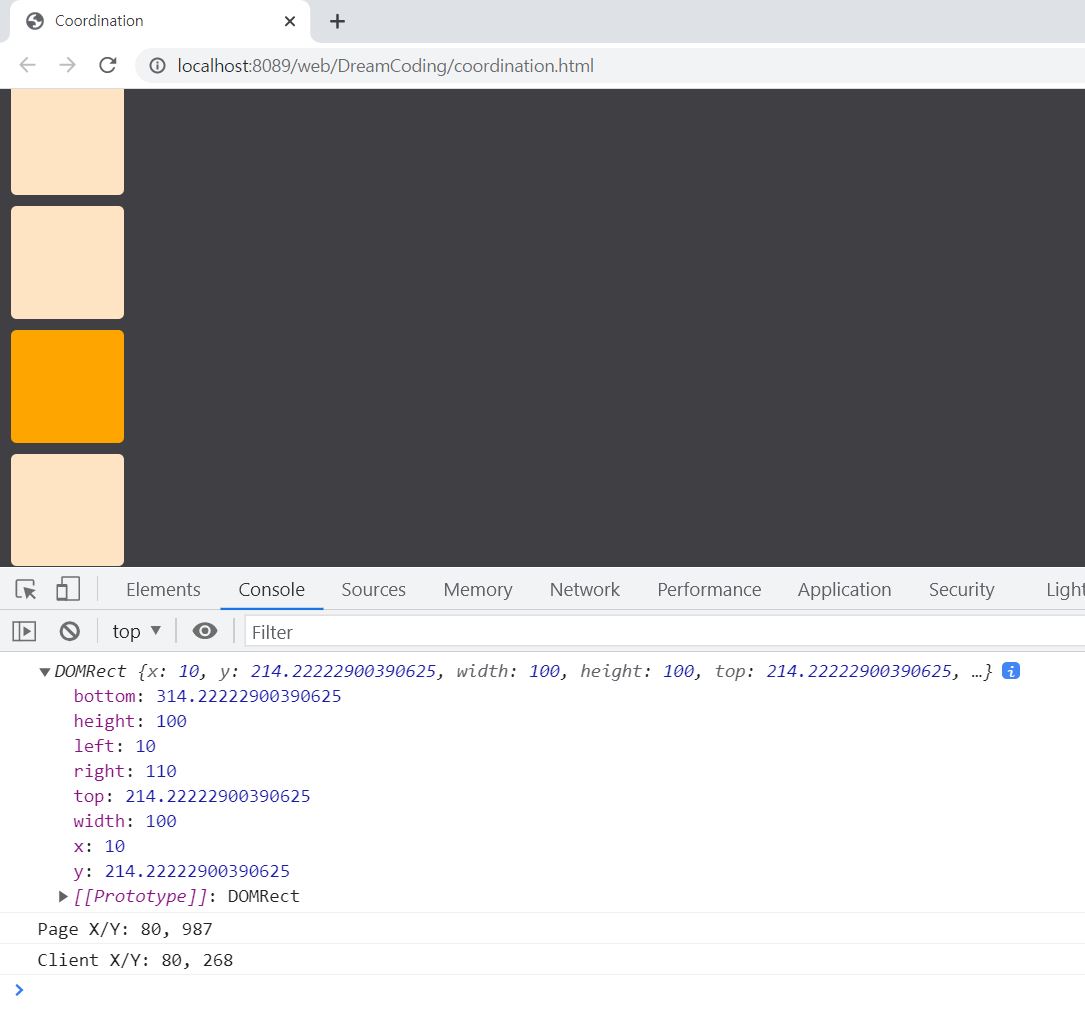 Coordination
localhost:8089/web/DreamCoding/coordination.html
Elements Console Sources Memory Network Performance Application Security Light
top Filter
DOMRect {x: 10, y: 214.22222900390625, width: 100, height: 100, top: 214.22222900390625, …}
bottom: 314.22222900390625
height: 100
left: 10
right: 110
top: 214.22222900390625
width: 100
x: 10
y: 214.22222900390625
[[Prototype]]: DOMRect
Page X/Y: 80, 987
Client X/Y: 80, 268